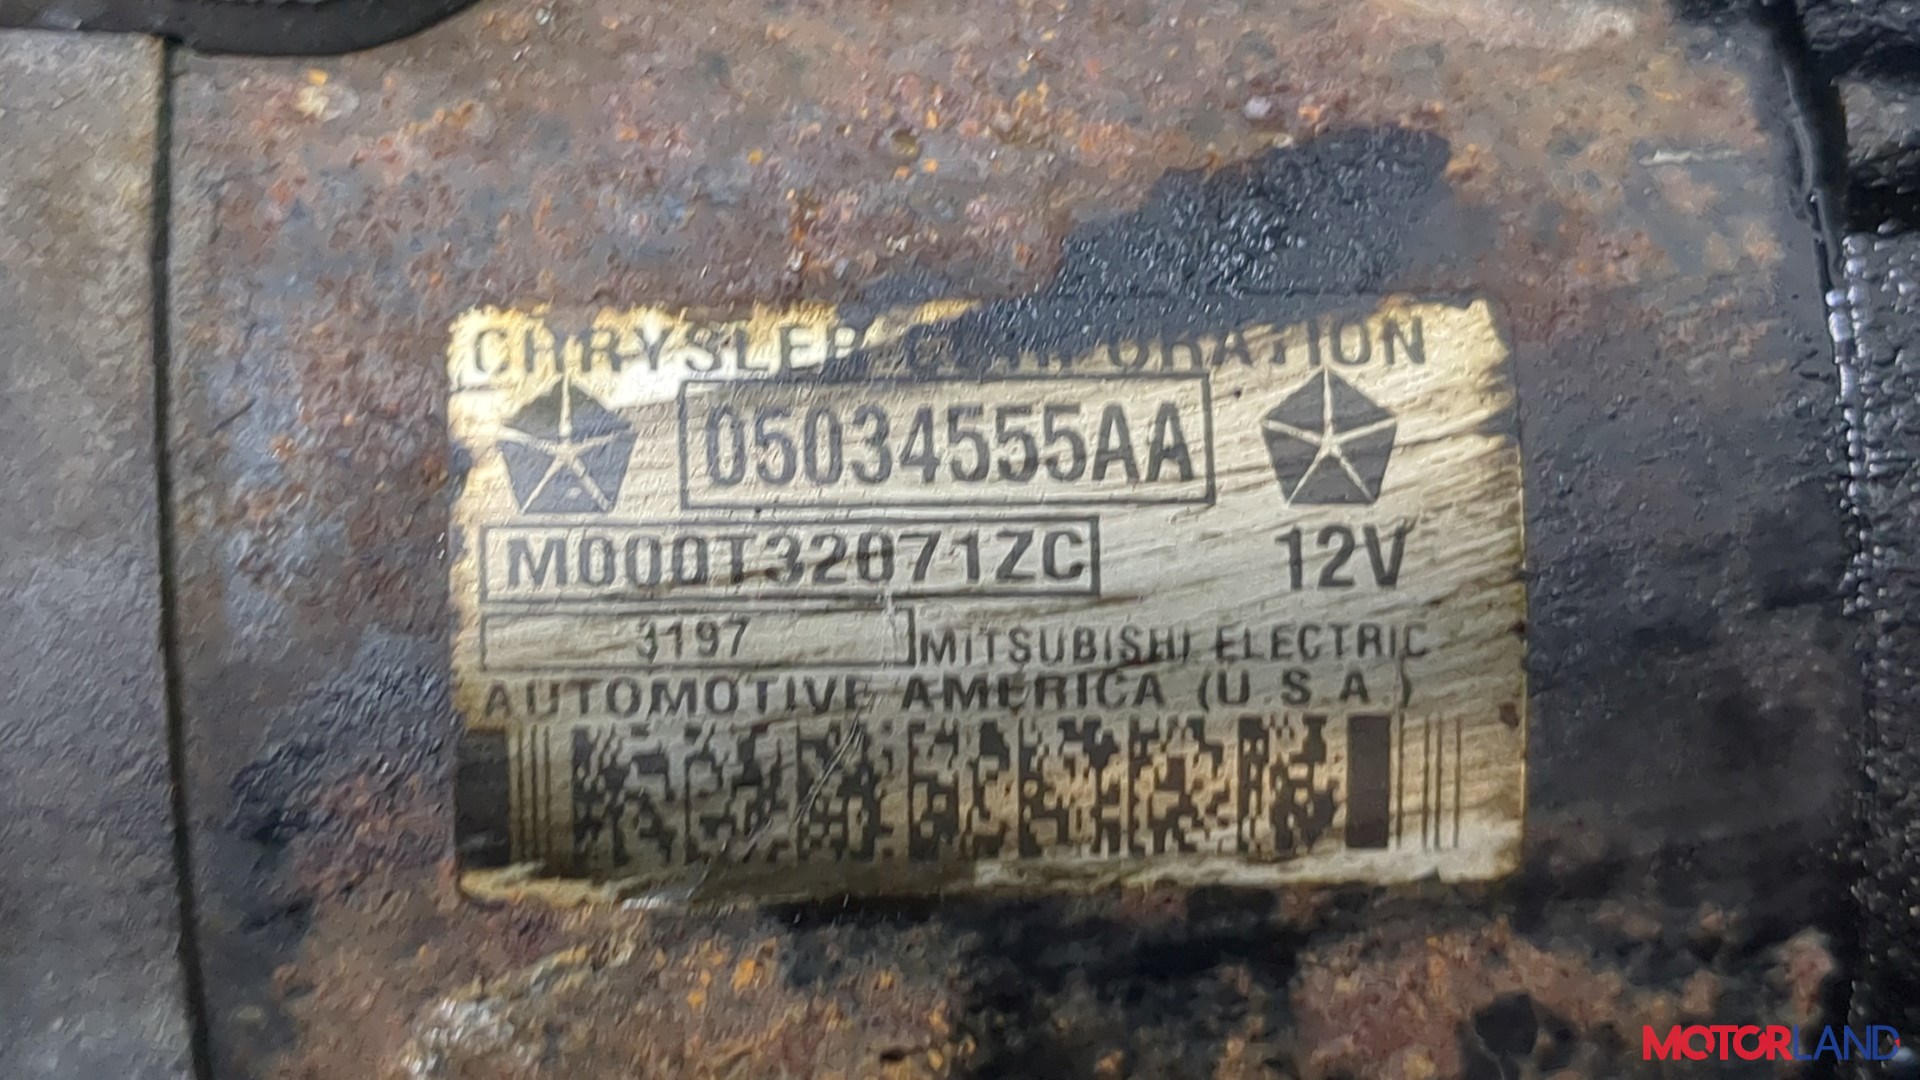 CHRYSLER CORPORATION
05034555AA
M000T32071ZC 12V
3197 MITSUBISHI ELECTRIC
AUTOMOTIVE AMERICA (U.S.A.)
MOTORLAND